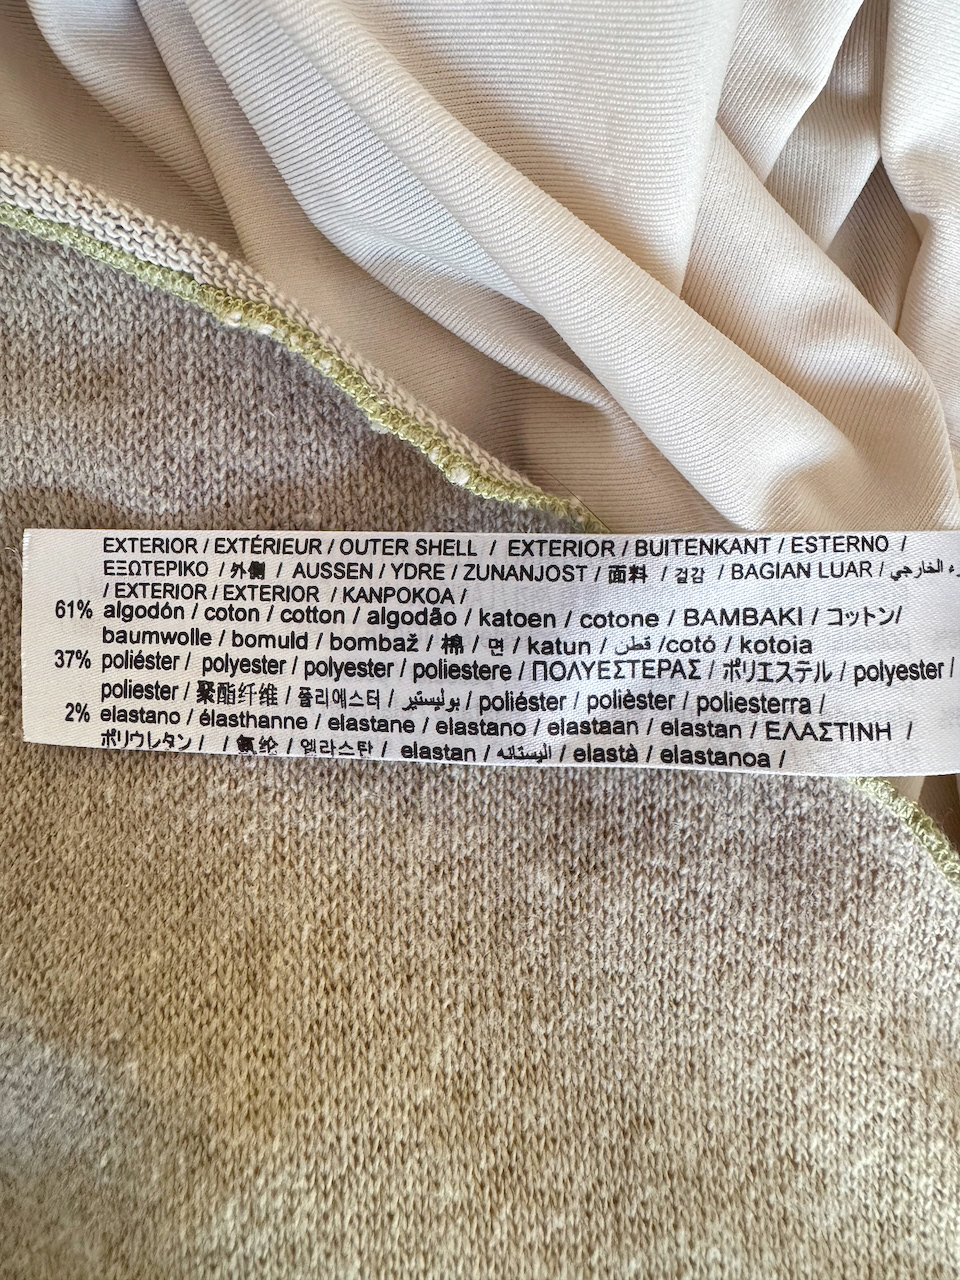 EXTERIOR / EXTÉRIEUR / OUTER SHELL / EXTERIOR / BUITENKANT / ESTERNO /
ΕΞΩΤΕΡΙΚΟ / 外側 / AUSSEN / YDRE / ZUNANJOST / 面料 / 겉감 / BAGIAN LUAR /
/ EXTERIOR / EXTERIOR / KANPOKOA /
61% algodón / coton / cotton / algodão / katoen / cotone / ΒΑΜΒΑΚΙ / コットン/
baumwolle / bomuld / bombaž / 棉 / 면 / katun / قطن /cotó / kotoia
37% poliéster / polyester / polyester / poliestere / ΠΟΛΥΕΣΤΕΡΑΣ / ポリエステル / polyester /
poliester / 聚酯纤维 / 폴리에스터 / بوليستير / poliéster / polièster / poliesterra /
2% elastano / élasthanne / elastane / elastano / elastaan / elastan / ΕΛΑΣΤΙΝΗ /
ポリウレタン / / 氨纶 / 엘라스탄 / elastan / اليستانه / elastà / elastanoa /